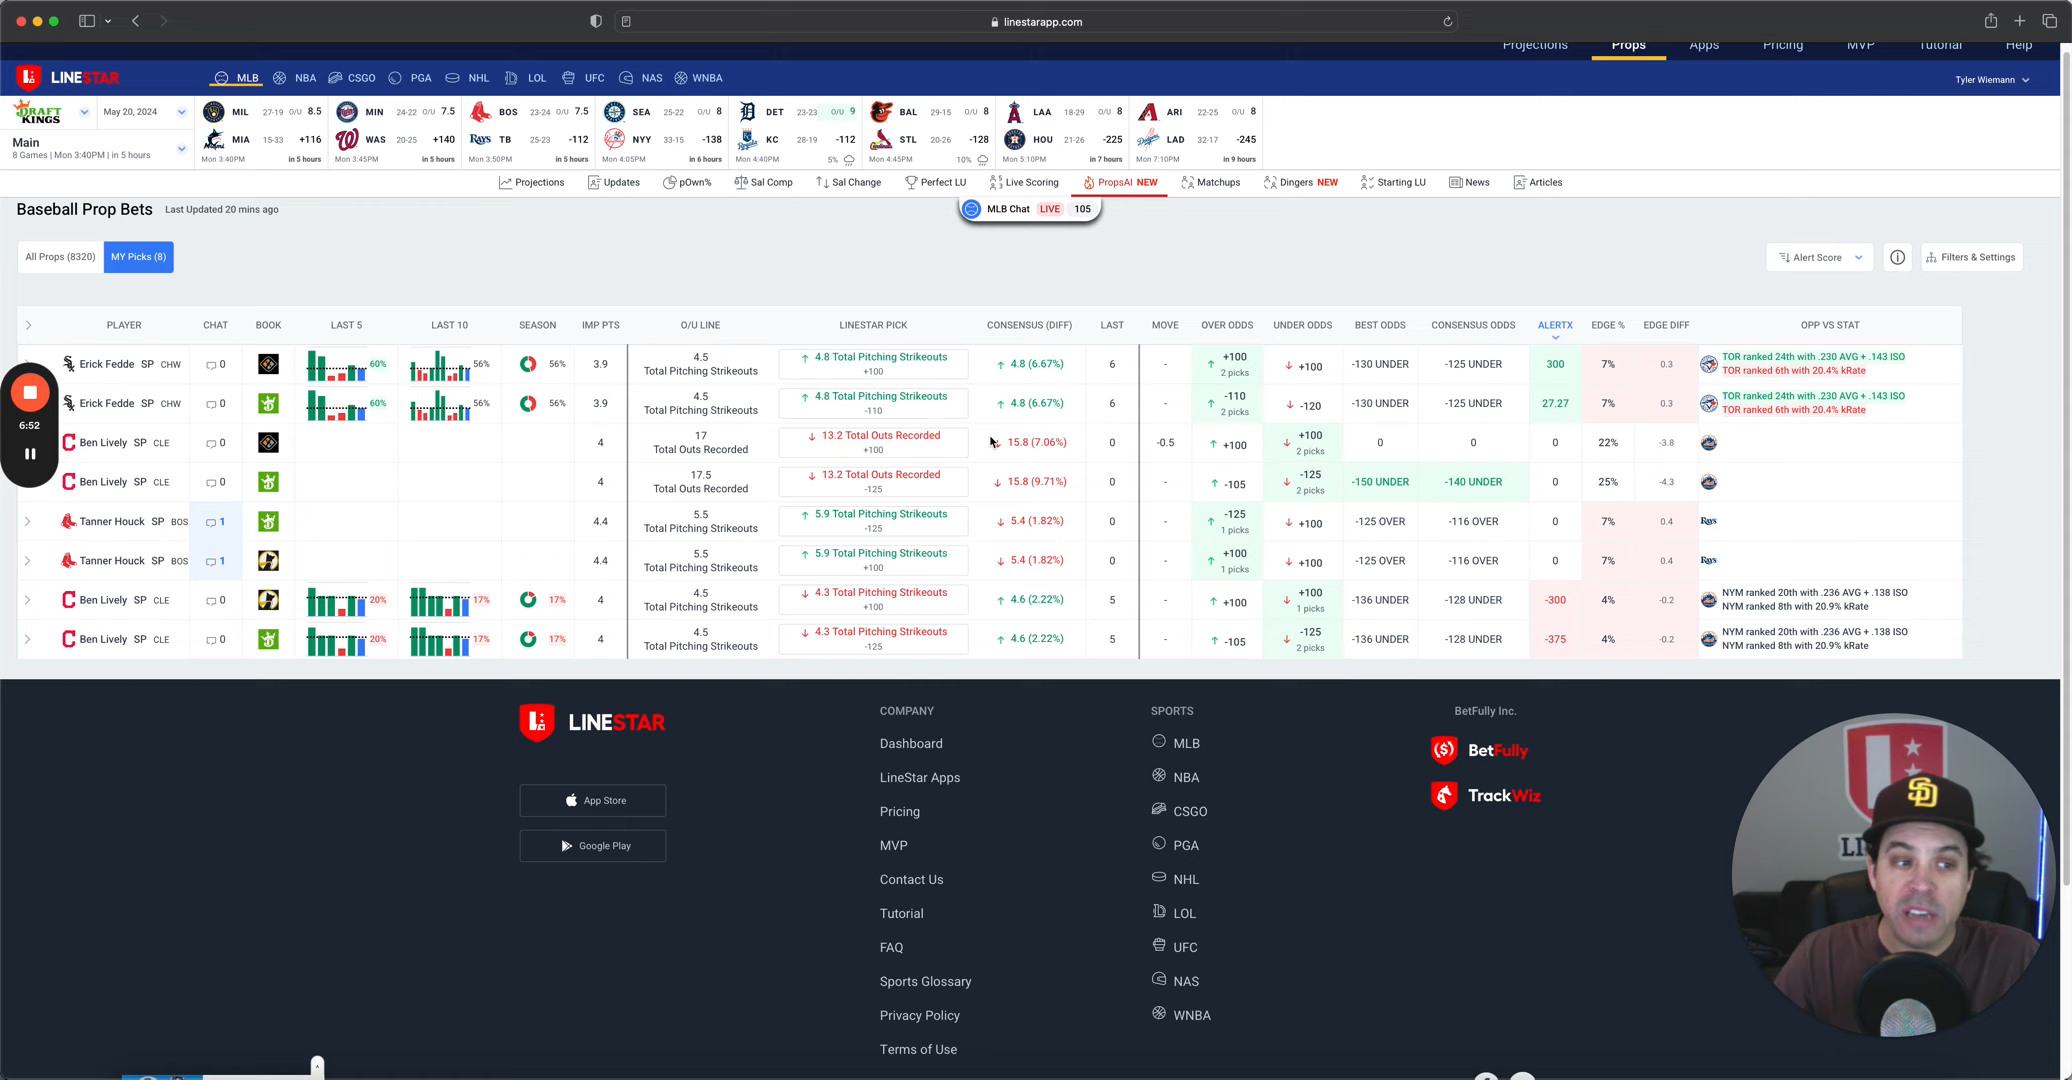 linestarapp.com
Projections Props Apps Pricing MVP Tutorial Help
LINESTAR MLB NBA CSGO PGA NHL LOL UFC NAS WNBA Tyler Wiemann
DRAFT KINGS May 20, 2024
Main
8 Games | Mon 3:40PM | in 5 hours
MIL 27-19 O/U 8.5
MIA 15-33 +116
Mon 3:40PM in 5 hours
MIN 24-22 O/U 7.5
WAS 20-25 +140
Mon 3:45PM in 5 hours
BOS 23-24 O/U 7.5
Rays TB 25-23 -112
Mon 3:50PM in 5 hours
SEA 25-22 O/U 8
NYY 33-15 -138
Mon 4:05PM in 6 hours
DET 23-23 O/U 9
KC 28-19 -112
Mon 4:40PM 5%
BAL 29-15 O/U 8
STL 20-26 -128
Mon 4:45PM 10%
LAA 18-29 O/U 8
HOU 21-26 -225
Mon 5:10PM in 7 hours
ARI 22-25 O/U 8
LAD 32-17 -245
Mon 7:10PM in 9 hours
Projections Updates pOwn% Sal Comp Sal Change Perfect LU Live Scoring PropsAI NEW Matchups Dingers NEW Starting LU News Articles
Baseball Prop Bets Last Updated 20 mins ago
MLB Chat LIVE 105
All Props (8320) MY Picks (8)
Alert Score Filters & Settings
PLAYER CHAT BOOK LAST 5 LAST 10 SEASON IMP PTS O/U LINE LINESTAR PICK CONSENSUS (DIFF) LAST MOVE OVER ODDS UNDER ODDS BEST ODDS CONSENSUS ODDS ALERTX EDGE % EDGE DIFF OPP VS STAT
Erick Fedde SP CHW 0 60% 56% 56% 3.9 4.5 Total Pitching Strikeouts 4.8 Total Pitching Strikeouts +100 4.8 (6.67%) 6 - +100 2 picks +100 -130 UNDER -125 UNDER 300 7% 0.3 TOR ranked 24th with .230 AVG + .143 ISO TOR ranked 6th with 20.4% kRate
Erick Fedde SP CHW 0 60% 56% 56% 3.9 4.5 Total Pitching Strikeouts 4.8 Total Pitching Strikeouts -110 4.8 (6.67%) 6 - -110 2 picks -120 -130 UNDER -125 UNDER 27.27 7% 0.3 TOR ranked 24th with .230 AVG + .143 ISO TOR ranked 6th with 20.4% kRate
Ben Lively SP CLE 0 4 17 Total Outs Recorded 13.2 Total Outs Recorded +100 15.8 (7.06%) 0 -0.5 +100 +100 2 picks 0 0 0 22% -3.8
Ben Lively SP CLE 0 4 17.5 Total Outs Recorded 13.2 Total Outs Recorded -125 15.8 (9.71%) 0 - -105 -125 2 picks -150 UNDER -140 UNDER 0 25% -4.3
Tanner Houck SP BOS 1 4.4 5.5 Total Pitching Strikeouts 5.9 Total Pitching Strikeouts -125 5.4 (1.82%) 0 - -125 1 picks +100 -125 OVER -116 OVER 0 7% 0.4 Rays
Tanner Houck SP BOS 1 4.4 5.5 Total Pitching Strikeouts 5.9 Total Pitching Strikeouts +100 5.4 (1.82%) 0 - +100 1 picks +100 -125 OVER -116 OVER 0 7% 0.4 Rays
Ben Lively SP CLE 0 20% 17% 17% 4 4.5 Total Pitching Strikeouts 4.3 Total Pitching Strikeouts +100 4.6 (2.22%) 5 - +100 +100 1 picks -136 UNDER -128 UNDER -300 4% -0.2 NYM ranked 20th with .236 AVG + .138 ISO NYM ranked 8th with 20.9% kRate
Ben Lively SP CLE 0 20% 17% 17% 4 4.5 Total Pitching Strikeouts 4.3 Total Pitching Strikeouts -125 4.6 (2.22%) 5 - -105 -125 2 picks -136 UNDER -128 UNDER -375 4% -0.2 NYM ranked 20th with .236 AVG + .138 ISO NYM ranked 8th with 20.9% kRate
6:52
LINESTAR
App Store
Google Play
COMPANY
Dashboard
LineStar Apps
Pricing
MVP
Contact Us
Tutorial
FAQ
Sports Glossary
Privacy Policy
Terms of Use
SPORTS
MLB
NBA
CSGO
PGA
NHL
LOL
UFC
NAS
WNBA
BetFully Inc.
BetFully
TrackWiz
SD